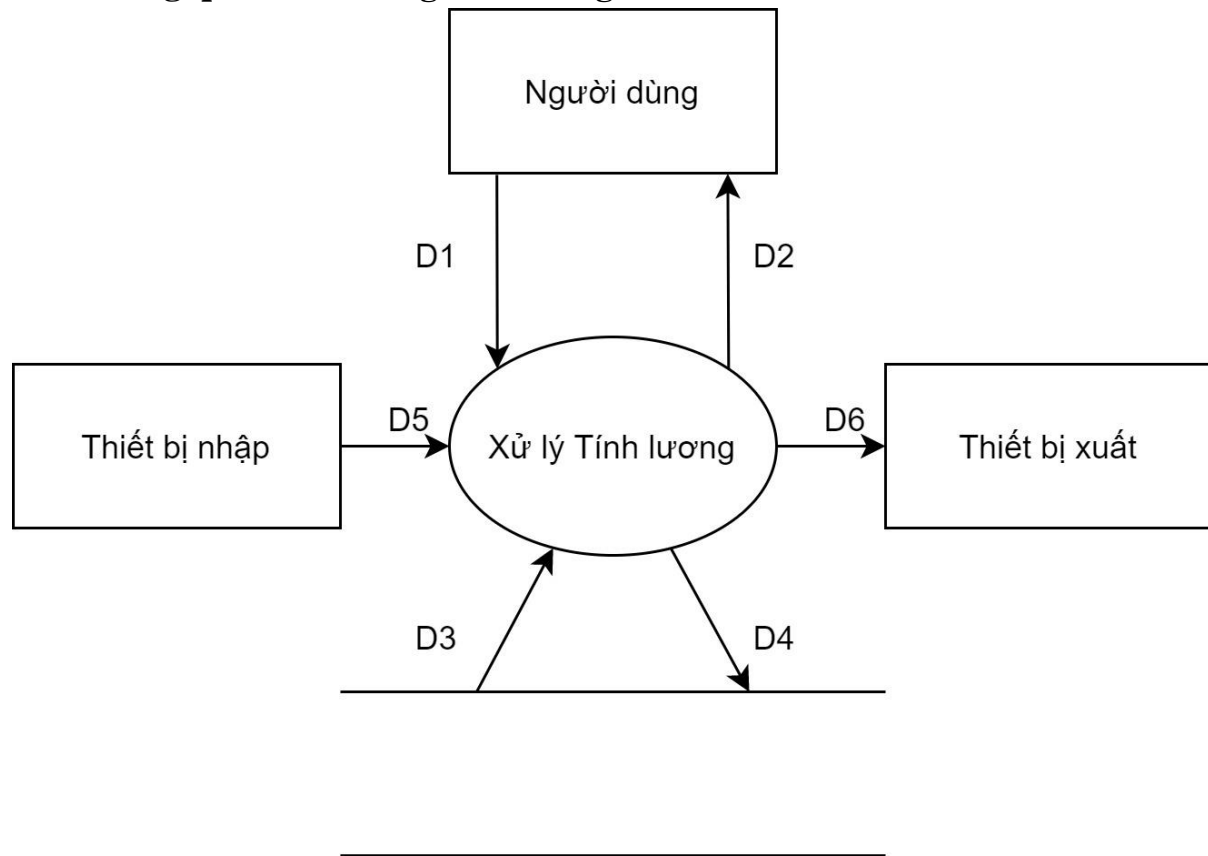 Người dùng
D1
D2
Thiết bị nhập
D5
Xử lý Tính lương
D6
Thiết bị xuất
D3
D4